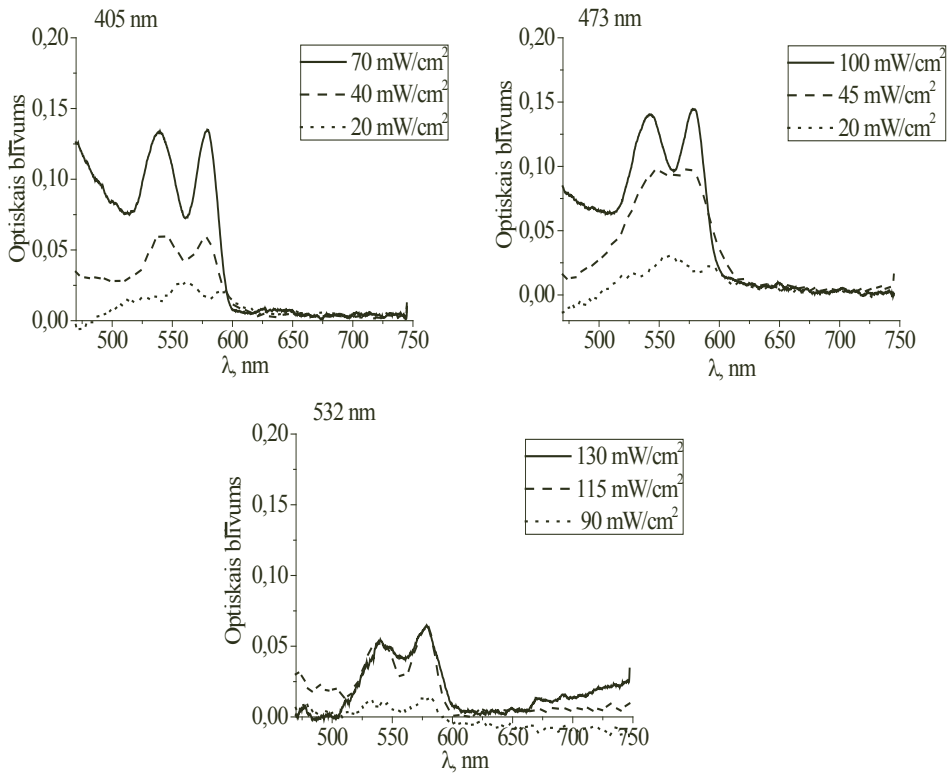 405 nm
0,20
0,15
0,10
0,05
0,00
Optiskais blīvums
500 550 600 650 700 750
λ, nm
70 mW/cm²
40 mW/cm²
20 mW/cm²
473 nm
0,20
0,15
0,10
0,05
0,00
Optiskais blīvums
500 550 600 650 700 750
λ, nm
100 mW/cm²
45 mW/cm²
20 mW/cm²
532 nm
0,20
0,15
0,10
0,05
0,00
Optiskais blīvums
500 550 600 650 700 750
λ, nm
130 mW/cm²
115 mW/cm²
90 mW/cm²